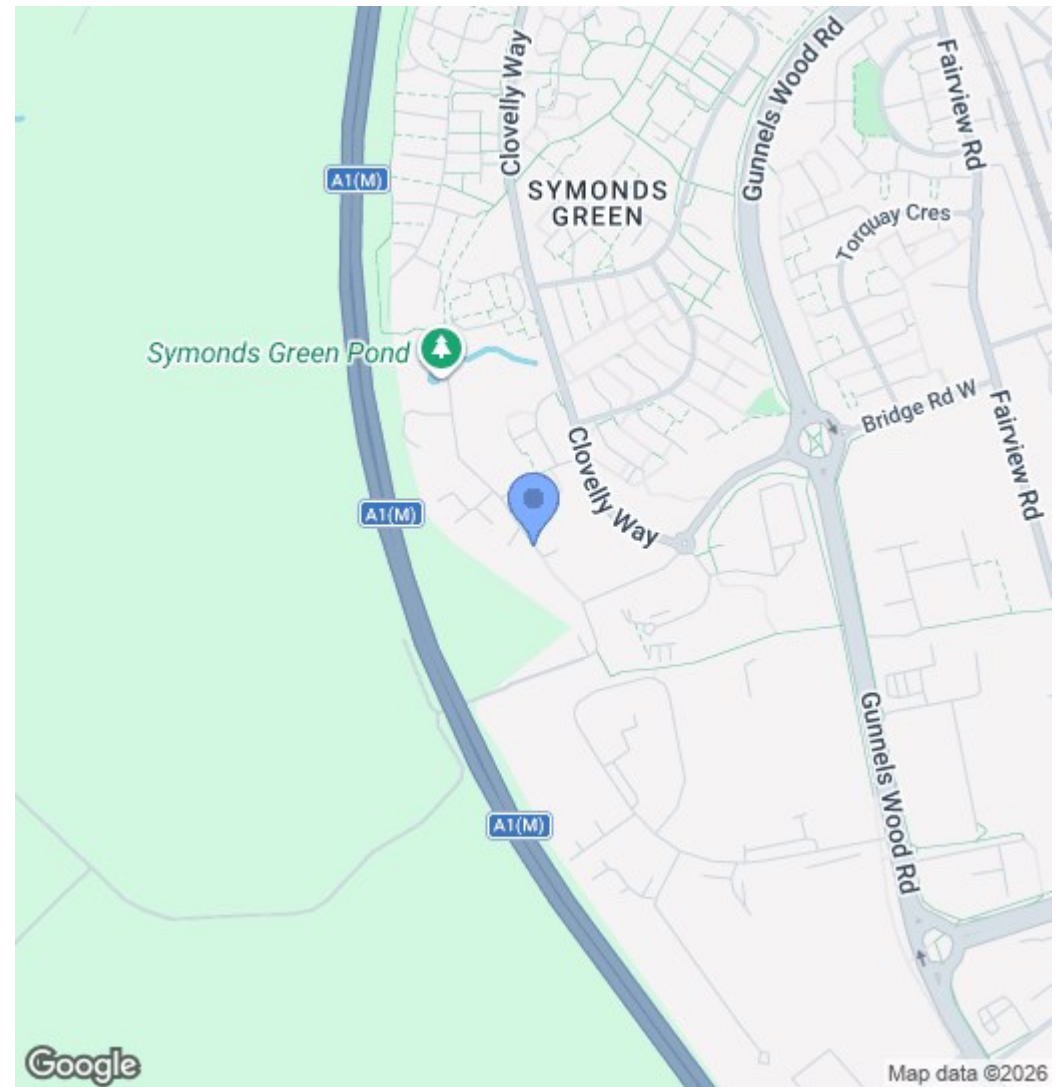 Clovelly Way
Gunnels Wood Rd
Fairview Rd
A1(M)
SYMONDS
GREEN
Torquay Cres
Symonds Green Pond
Bridge Rd W
Fairview Rd
Clovelly Way
A1(M)
Gunnels Wood Rd
A1(M)
Google
Map data ©2026